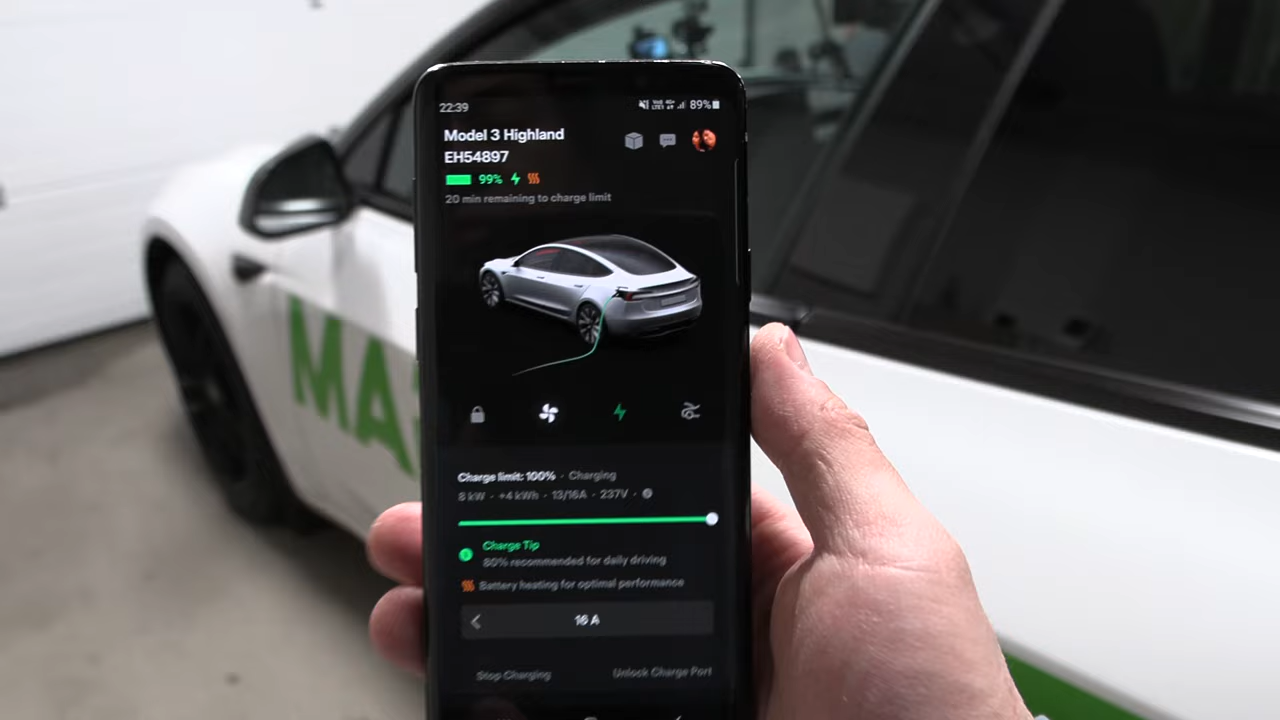 22:39
89%
Model 3 Highland
EH54897
99%
20 min remaining to charge limit
MA
Charge limit: 100% · Charging
8 kW · +4 kWh · 13/16A · 237V ·
Charge Tip
80% recommended for daily driving
Battery heating for optimal performance
16 A
Stop Charging
Unlock Charge Port